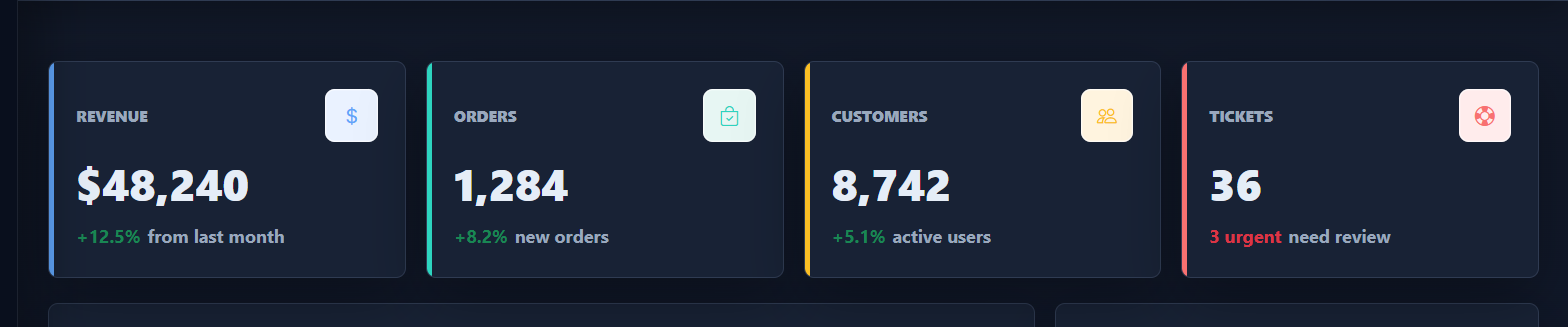 REVENUE
$
$48,240
+12.5% from last month
ORDERS
1,284
+8.2% new orders
CUSTOMERS
8,742
+5.1% active users
TICKETS
36
3 urgent need review